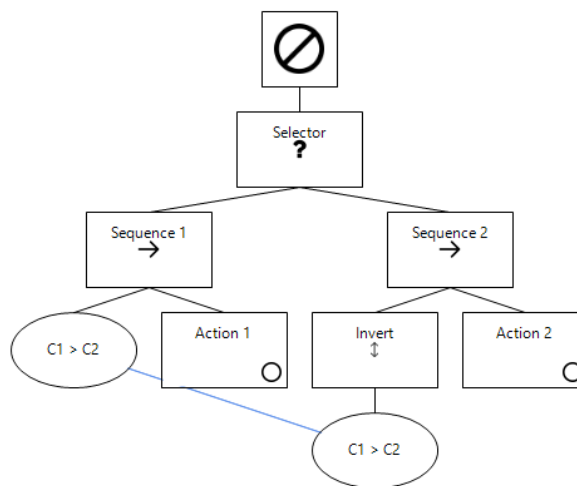 Selector
?
Sequence 1
Sequence 2
C1 > C2
Action 1
Invert
Action 2
C1 > C2